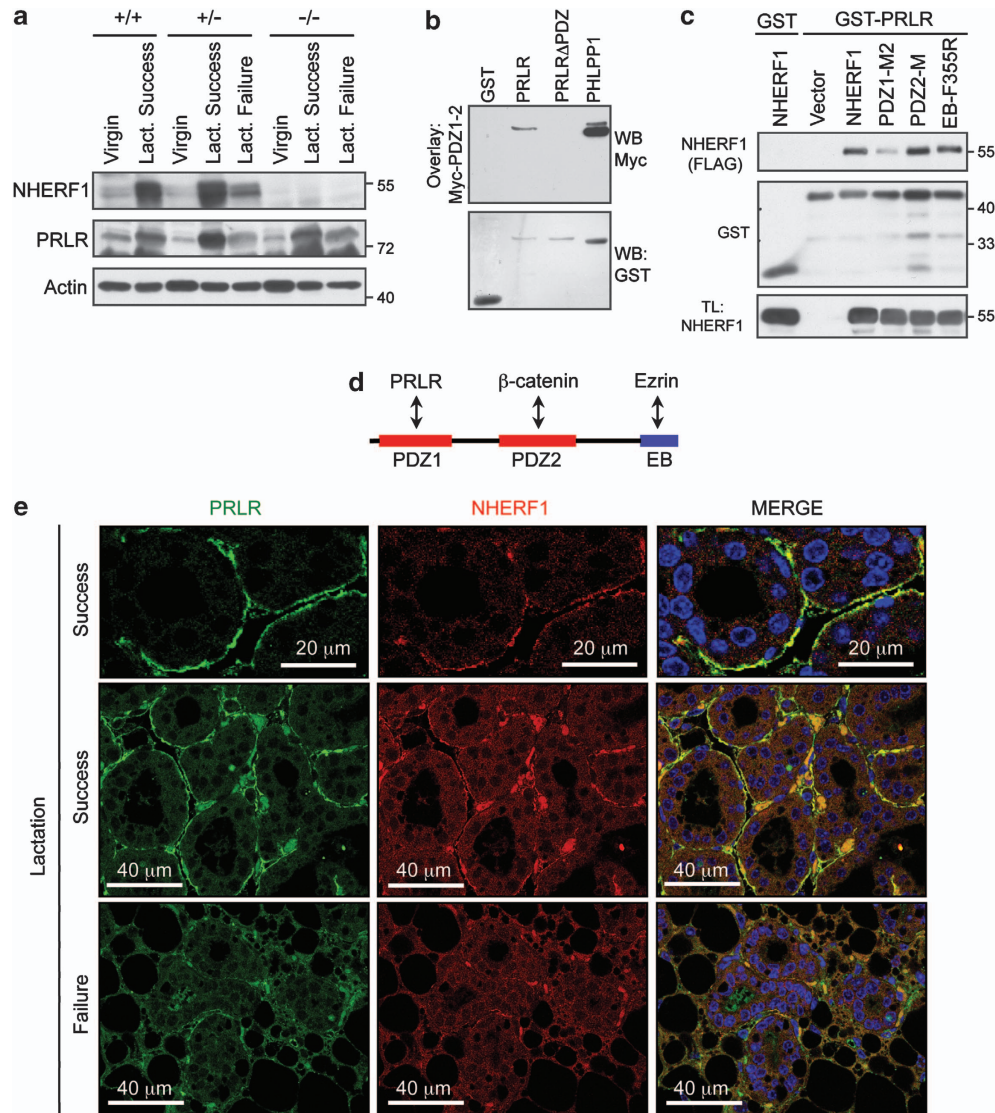 a
+/+ +/- -/-
Virgin
Lact. Success
Virgin
Lact. Success
Lact. Failure
Virgin
Lact. Success
Lact. Failure
NHERF1
55
PRLR
72
Actin
40
b
GST
PRLR
PRLRΔPDZ
PHLPP1
Overlay:
Myc-PDZ1-2
WB
Myc
WB:
GST
c
GST GST-PRLR
NHERF1
Vector
NHERF1
PDZ1-M2
PDZ2-M
EB-F355R
NHERF1
(FLAG)
55
GST
40
33
TL:
NHERF1
55
d
PRLR β-catenin Ezrin
PDZ1 PDZ2 EB
e
PRLR NHERF1 MERGE
Lactation
Success
20 μm 20 μm 20 μm
Success
40 μm 40 μm 40 μm
Failure
40 μm 40 μm 40 μm